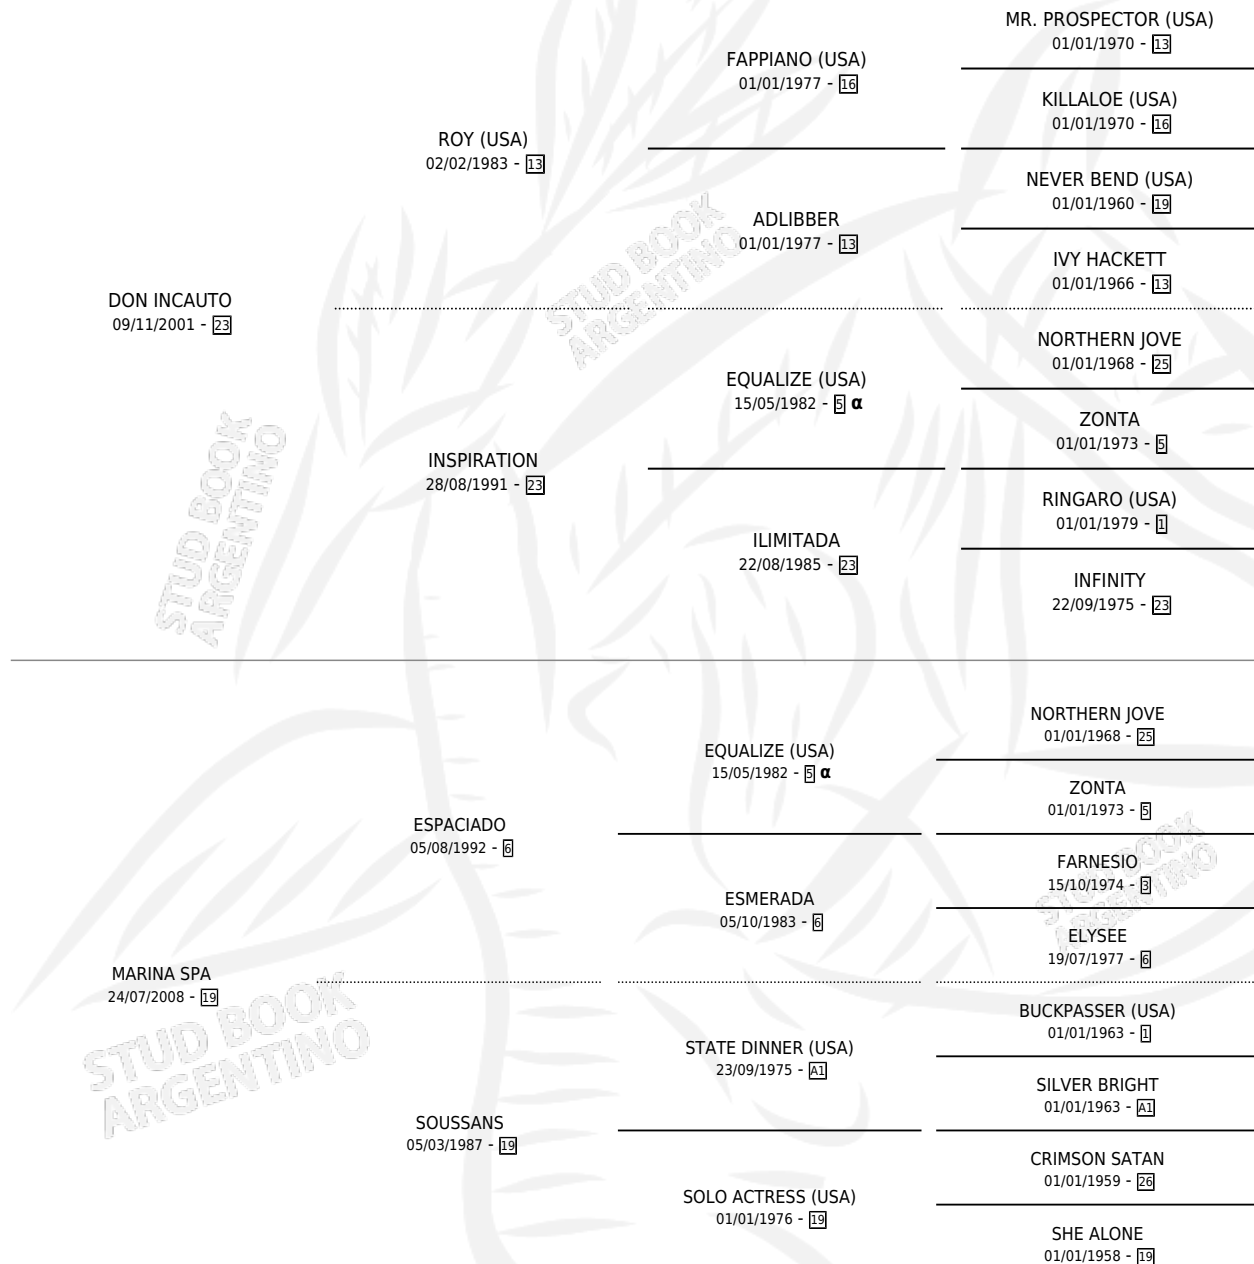 MR. PROSPECTOR (USA)
01/01/1970 - 13
FAPPIANO (USA)
01/01/1977 - 16
KILLALOE (USA)
01/01/1970 - 16
ROY (USA)
02/02/1983 - 13
NEVER BEND (USA)
01/01/1960 - 19
ADLIBBER
01/01/1977 - 13
IVY HACKETT
01/01/1966 - 13
DON INCAUTO
09/11/2001 - 23
NORTHERN JOVE
01/01/1968 - 25
EQUALIZE (USA)
15/05/1982 - 5 α
ZONTA
01/01/1973 - 5
INSPIRATION
28/08/1991 - 23
RINGARO (USA)
01/01/1979 - 1
ILIMITADA
22/08/1985 - 23
INFINITY
22/09/1975 - 23
NORTHERN JOVE
01/01/1968 - 25
EQUALIZE (USA)
15/05/1982 - 5 α
ZONTA
01/01/1973 - 5
ESPACIADO
05/08/1992 - 6
FARNESIO
15/10/1974 - 3
ESMERADA
05/10/1983 - 6
ELYSEE
19/07/1977 - 6
MARINA SPA
24/07/2008 - 19
BUCKPASSER (USA)
01/01/1963 - 1
STATE DINNER (USA)
23/09/1975 - A1
SILVER BRIGHT
01/01/1963 - A1
SOUSSANS
05/03/1987 - 19
CRIMSON SATAN
01/01/1959 - 26
SOLO ACTRESS (USA)
01/01/1976 - 19
SHE ALONE
01/01/1958 - 19
STUD BOOK
ARGENTINO
STUD BOOK
ARGENTINO
STUD BOOK
ARGENTINO
STUD BOOK
ARGENTINO